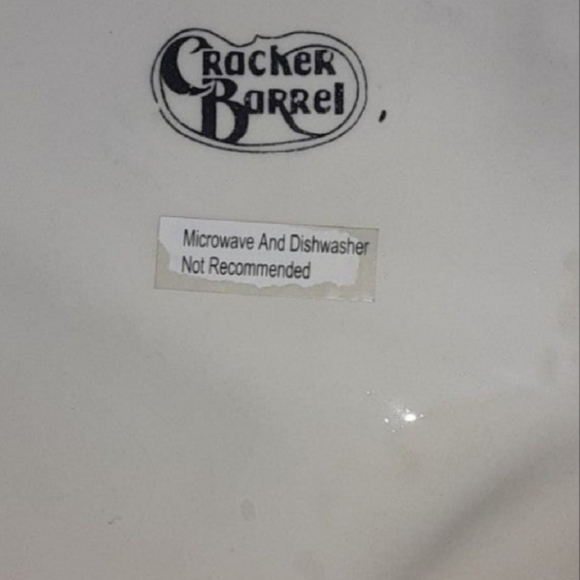 Cracker
Barrel
Microwave And Dishwasher
Not Recommended